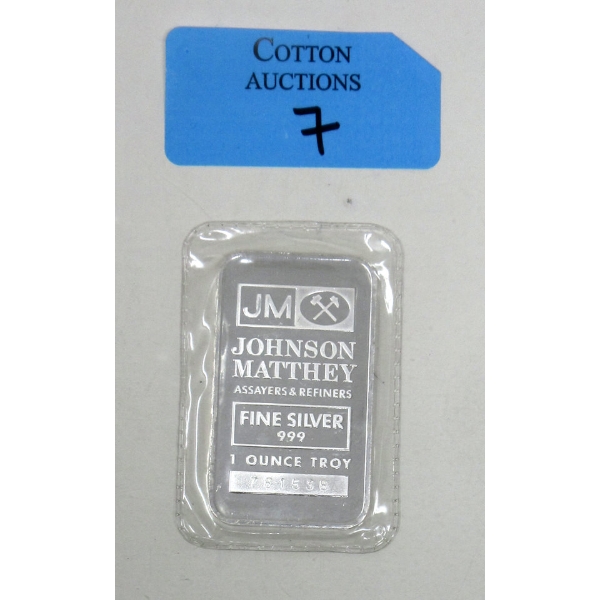 COTTON
AUCTIONS
7
JM
JOHNSON
MATTHEY
ASSAYERS & REFINERS
FINE SILVER
999
1 OUNCE TROY